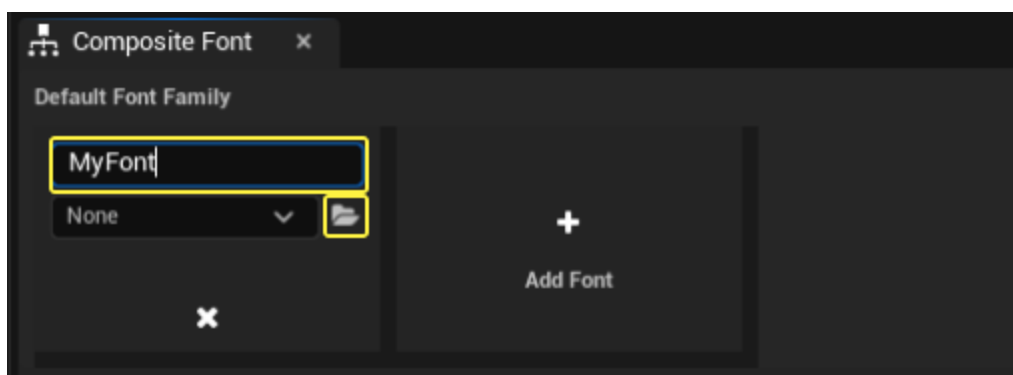 Composite Font
Default Font Family
MyFont
None
Add Font